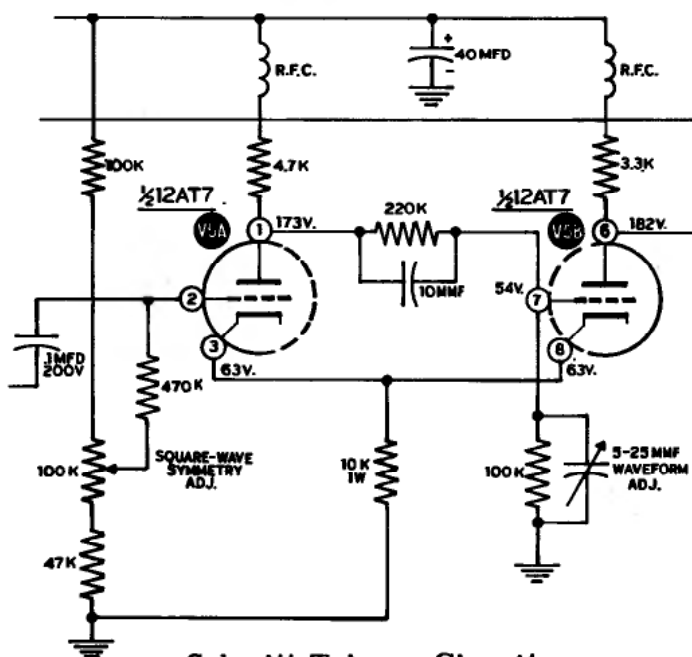 R.F.C.
+
40 MFD
-
R.F.C.
100K
4.7K
3.3K
½12AT7
½12AT7
V5A
1
173V.
220K
V5B
6
182V.
10MMF
2
54V.
7
3
63V.
8
63V.
.1MFD
200V
470K
100K
SQUARE-WAVE
SYMMETRY
ADJ.
10K
1W
100K
5-25 MMF
WAVEFORM
ADJ.
47K